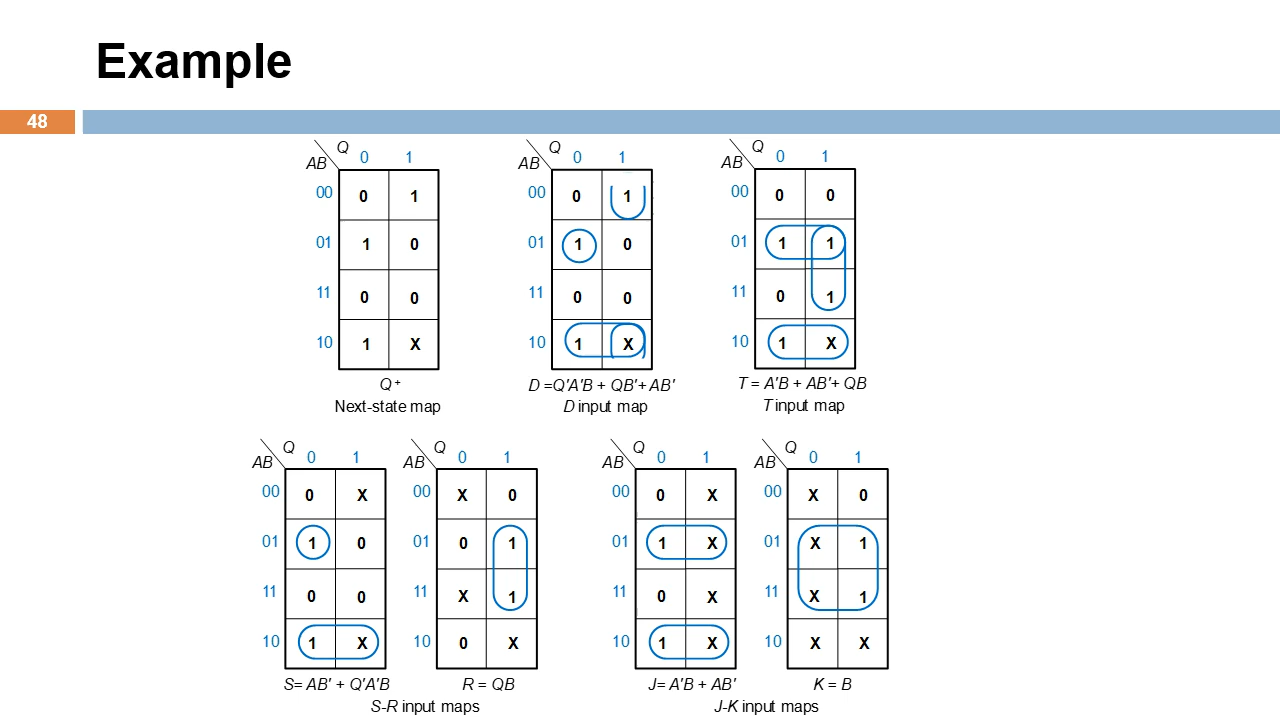 Example
48
Q Q Q
AB 0 1 AB 0 1 AB 0 1
00 0 1 00 0 1 00 0 0
01 1 0 01 1 0 01 1 1
11 0 0 11 0 0 11 0 1
10 1 X 10 1 X 10 1 X
Q+ D =Q'A'B + QB'+ AB' T = A'B + AB'+ QB
Next-state map D input map T input map
Q Q Q Q
AB 0 1 AB 0 1 AB 0 1 AB 0 1
00 0 X 00 X 0 00 0 X 00 X 0
01 1 0 01 0 1 01 1 X 01 X 1
11 0 0 11 X 1 11 0 X 11 X 1
10 1 X 10 0 X 10 1 X 10 X X
S= AB' + Q'A'B R = QB J= A'B + AB' K = B
S-R input maps J-K input maps